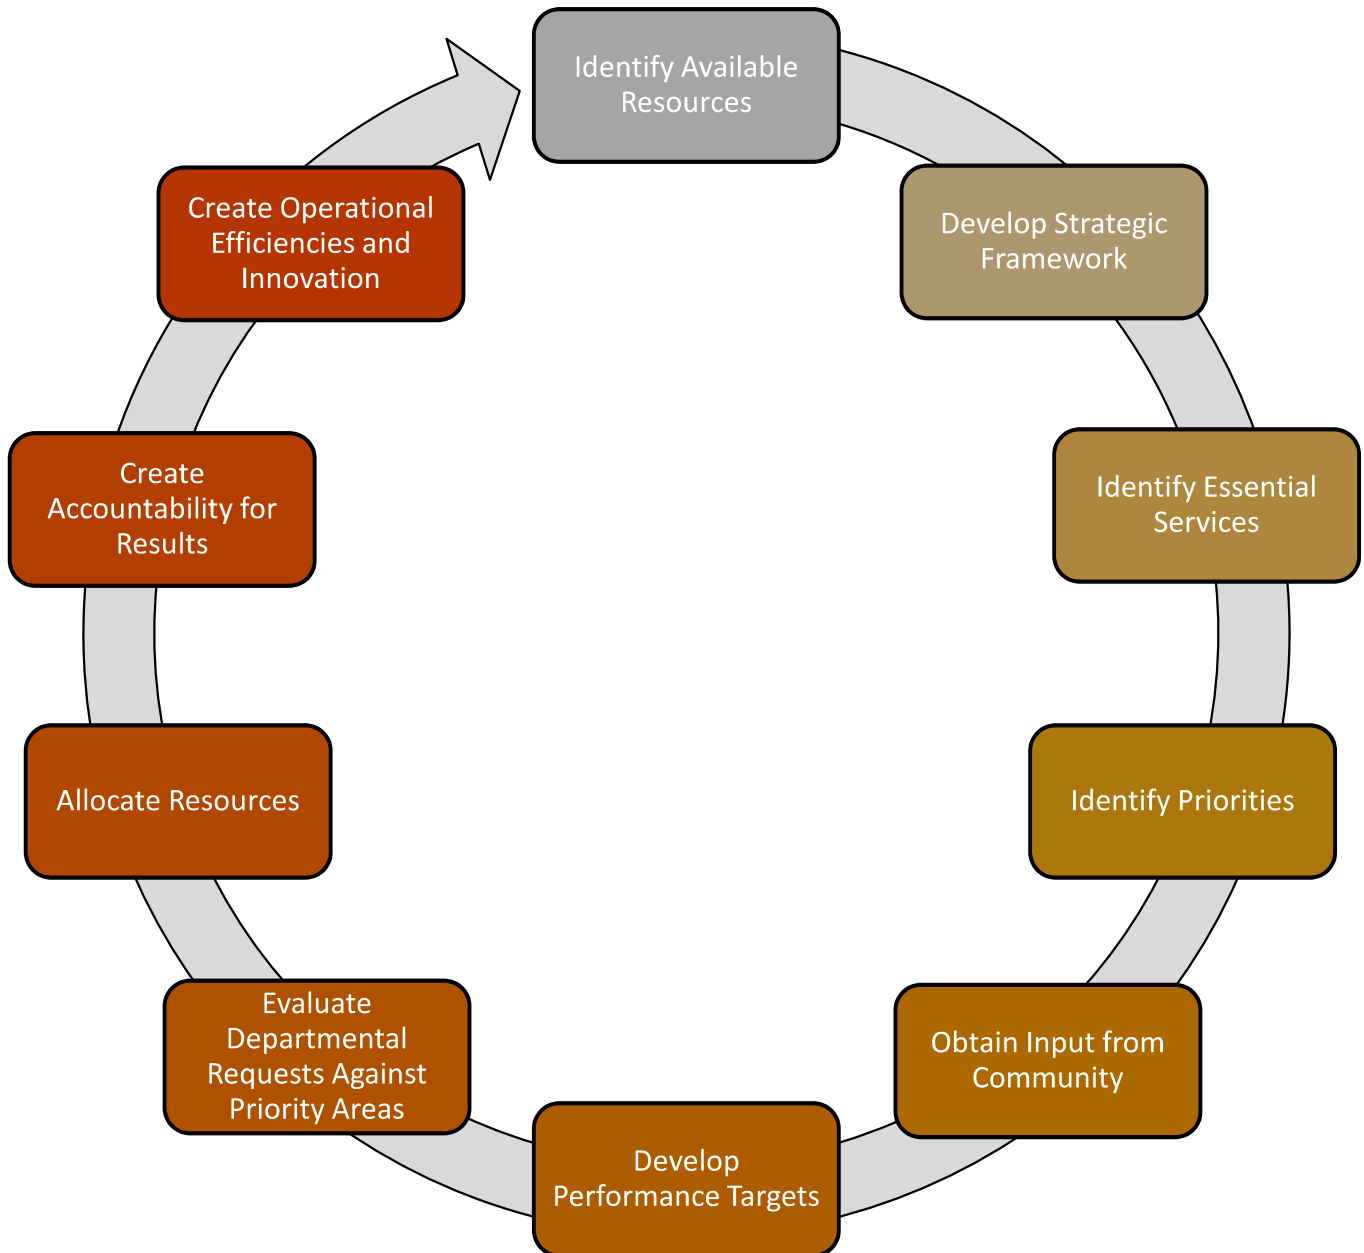 Identify Available
Resources
Develop Strategic
Framework
Identify Essential
Services
Identify Priorities
Obtain Input from
Community
Develop
Performance Targets
Evaluate
Departmental
Requests Against
Priority Areas
Allocate Resources
Create
Accountability for
Results
Create Operational
Efficiencies and
Innovation